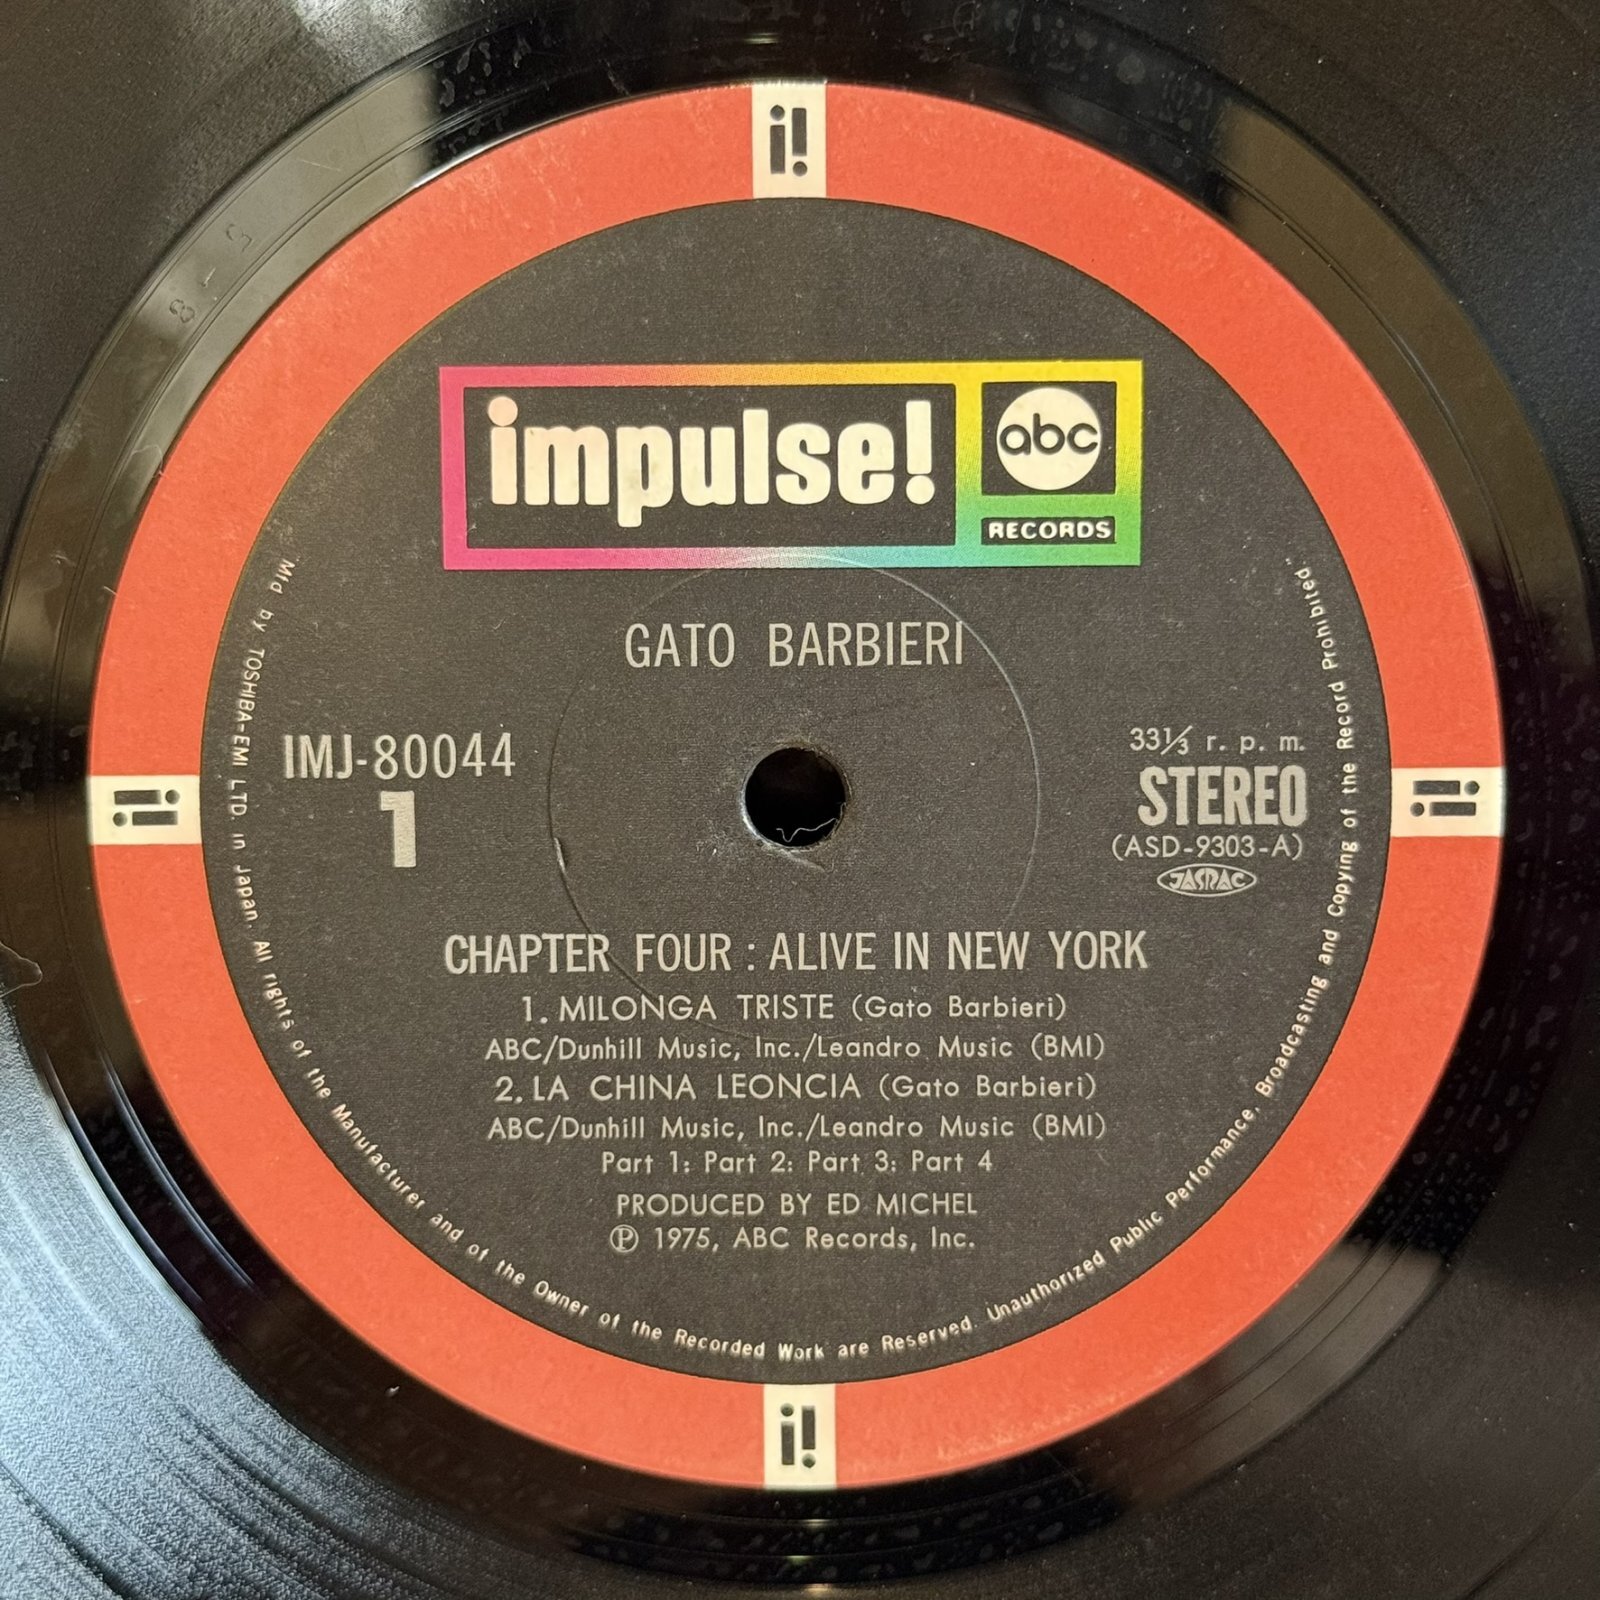 i!
impulse! abc
RECORDS
GATO BARBIERI
IMJ-80044
1
33⅓ r. p. m.
STEREO
(ASD-9303-A)
JASRAC
i!
i!
CHAPTER FOUR : ALIVE IN NEW YORK
1. MILONGA TRISTE (Gato Barbieri)
ABC/Dunhill Music, Inc./Leandro Music (BMI)
2. LA CHINA LEONCIA (Gato Barbieri)
ABC/Dunhill Music, Inc./Leandro Music (BMI)
Part 1: Part 2: Part 3: Part 4
PRODUCED BY ED MICHEL
Ⓟ 1975, ABC Records, Inc.
Mfd by TOSHIBA-EMI LTD. in Japan. All rights of the Manufacturer and of the Owner of the Recorded Work are Reserved. Unauthorized Public Performance, Broadcasting and Copying of the Record Prohibited.
i!